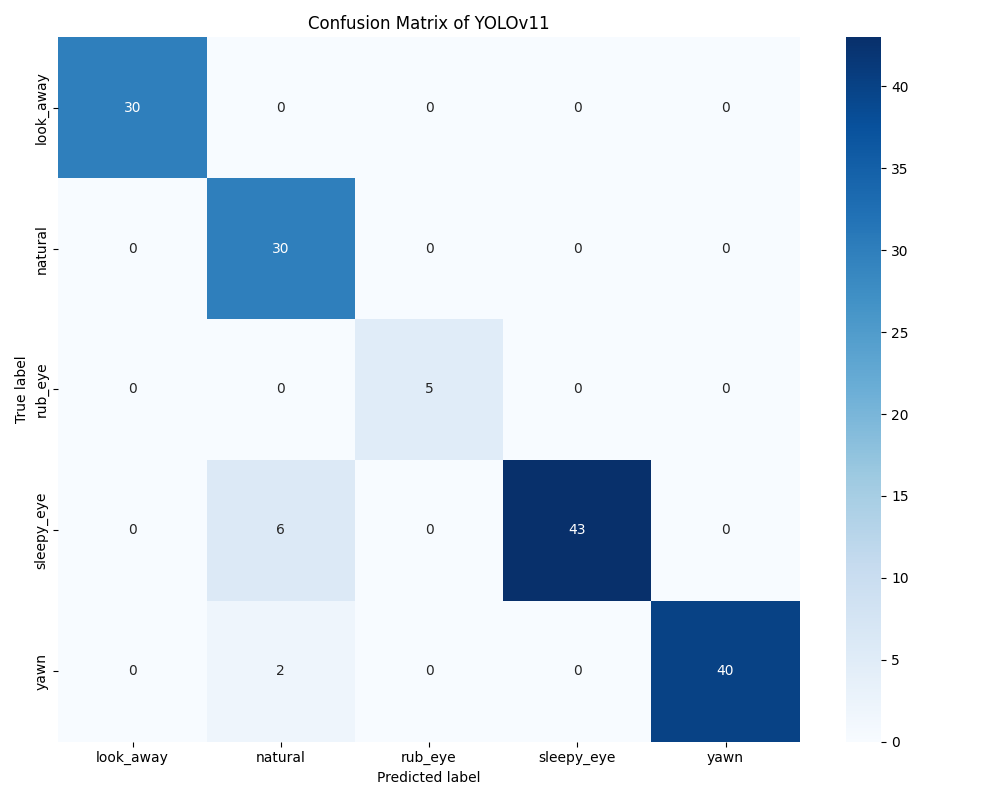 Confusion Matrix of YOLOv11
True label
look_away
30 0 0 0 0
natural
0 30 0 0 0
rub_eye
0 0 5 0 0
sleepy_eye
0 6 0 43 0
yawn
0 2 0 0 40
look_away natural rub_eye sleepy_eye yawn
Predicted label
40
35
30
25
20
15
10
5
0